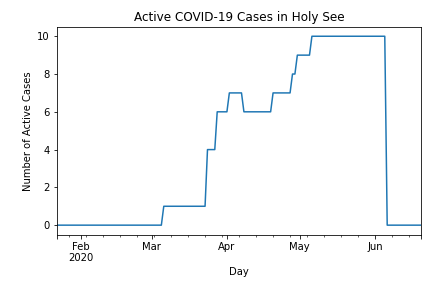 Active COVID-19 Cases in Holy See
10
8
6
4
2
0
Number of Active Cases
Feb Mar Apr May Jun
2020
Day